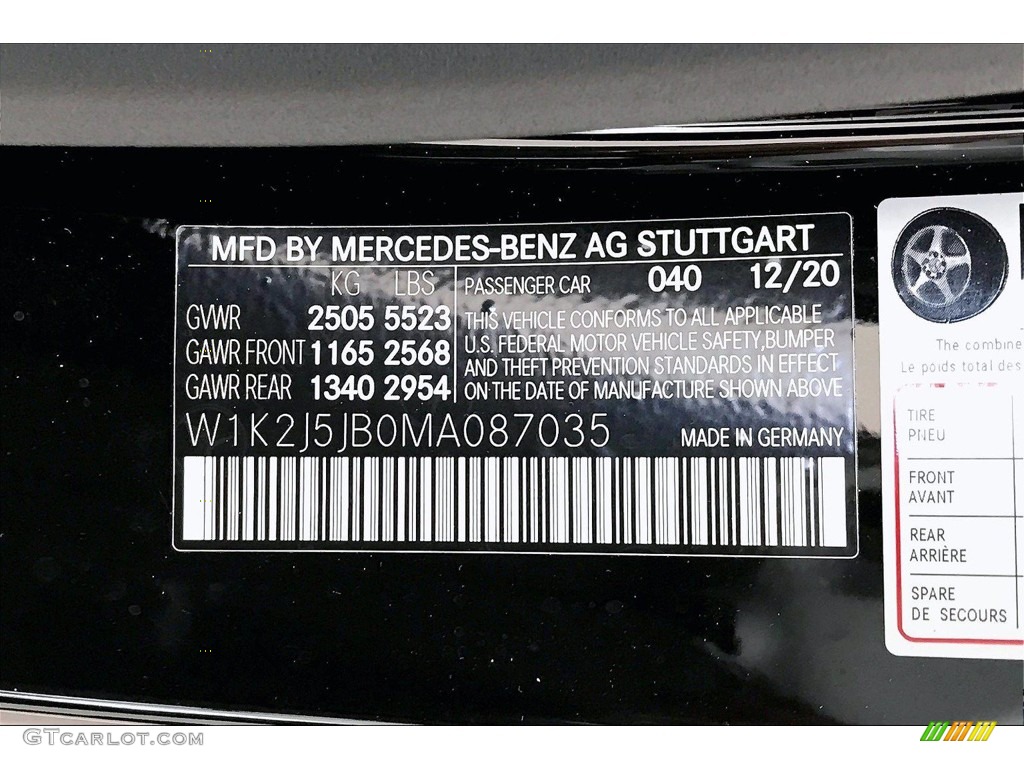 MFD BY MERCEDES-BENZ AG STUTTGART
KG LBS
GVWR 2505 5523
GAWR FRONT 1165 2568
GAWR REAR 1340 2954
PASSENGER CAR 040 12/20
THIS VEHICLE CONFORMS TO ALL APPLICABLE
U.S. FEDERAL MOTOR VEHICLE SAFETY, BUMPER
AND THEFT PREVENTION STANDARDS IN EFFECT
ON THE DATE OF MANUFACTURE SHOWN ABOVE
W1K2J5JB0MA087035 MADE IN GERMANY
The combine
Le poids total des
TIRE
PNEU
FRONT
AVANT
REAR
ARRIÈRE
SPARE
DE SECOURS
GTcarlot.com